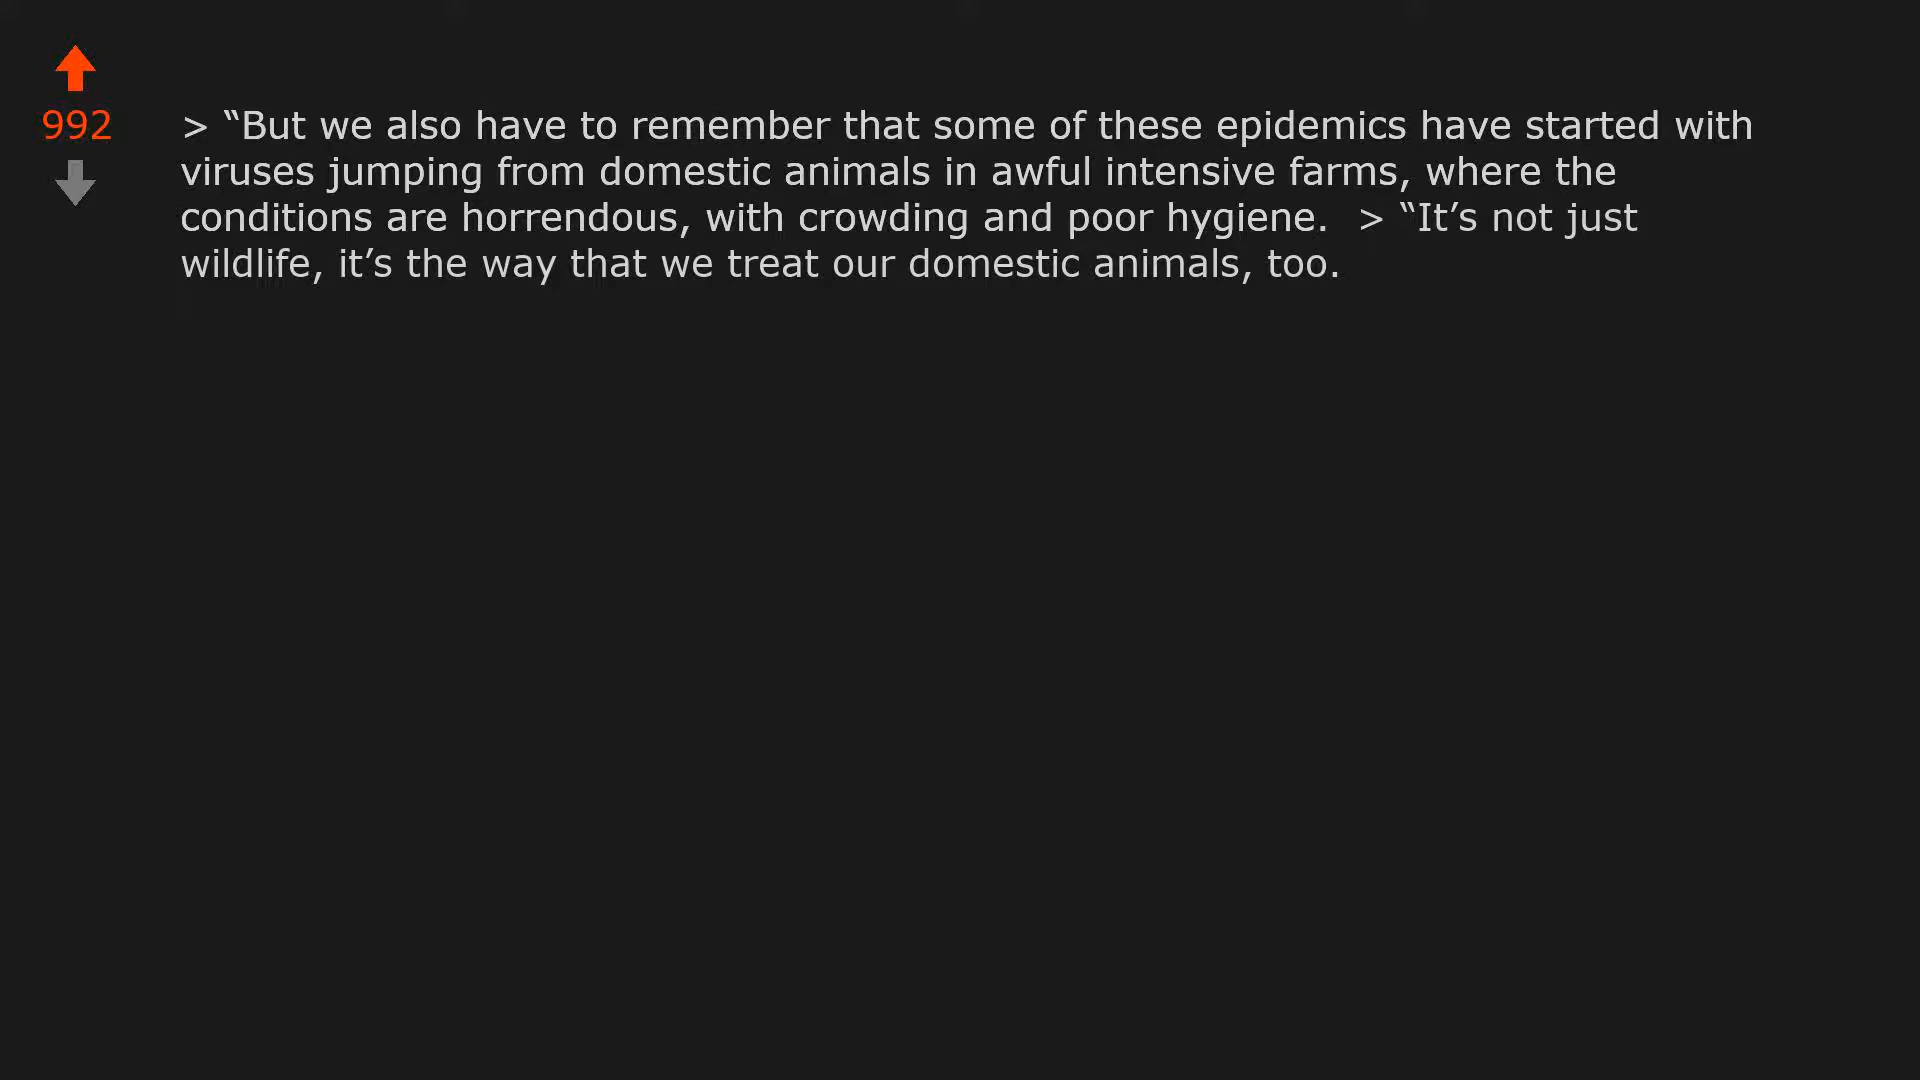 992
> “But we also have to remember that some of these epidemics have started with
viruses jumping from domestic animals in awful intensive farms, where the
conditions are horrendous, with crowding and poor hygiene.  > “It’s not just
wildlife, it’s the way that we treat our domestic animals, too.